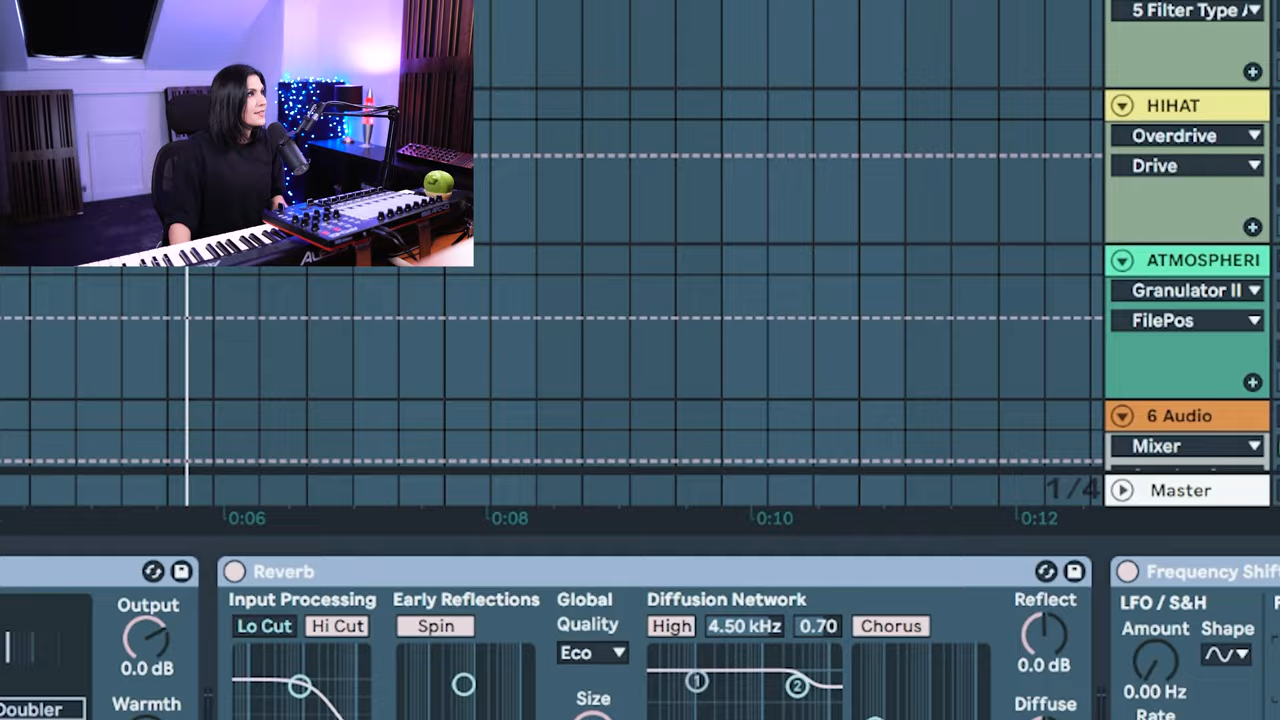 5 Filter Type
HIHAT
Overdrive
Drive
ATMOSPHERI
Granulator II
FilePos
6 Audio
Mixer
1/4
Master
0:06
0:08
0:10
0:12
Reverb
Frequency Shif
Output
0.0 dB
Warmth
Doubler
Input Processing
Lo Cut
Hi Cut
Early Reflections
Spin
Global
Quality
Eco
Size
Diffusion Network
High
4.50 kHz
0.70
Chorus
1
2
Reflect
0.0 dB
Diffuse
LFO / S&H
Amount
Shape
0.00 Hz
Rate